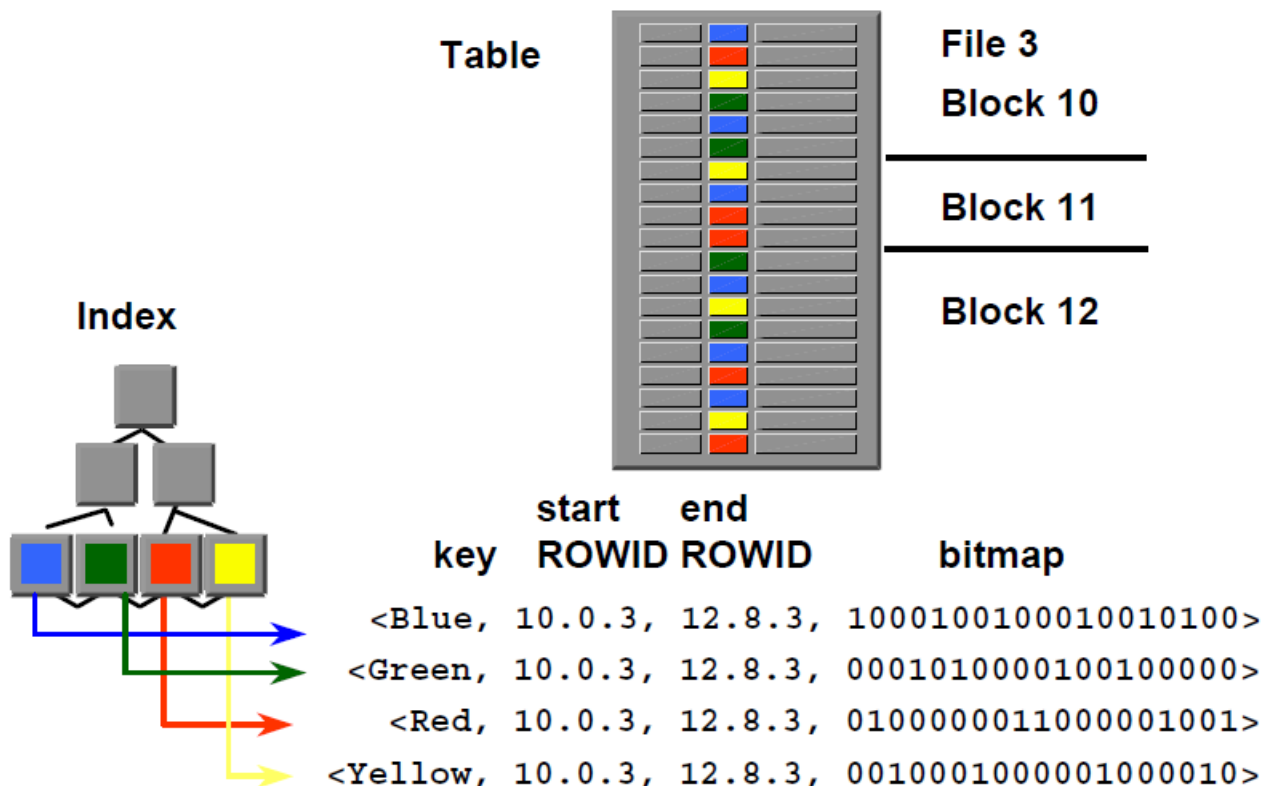 Table
File 3
Block 10
Block 11
Block 12
Index
start end
key ROWID ROWID bitmap
<Blue, 10.0.3, 12.8.3, 1000100100010010100>
<Green, 10.0.3, 12.8.3, 0001010000100100000>
<Red, 10.0.3, 12.8.3, 0100000011000001001>
<Yellow, 10.0.3, 12.8.3, 0010001000001000010>